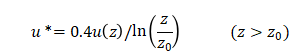 u * = 0.4u(z)/ln(z/z₀)   (z > z₀)